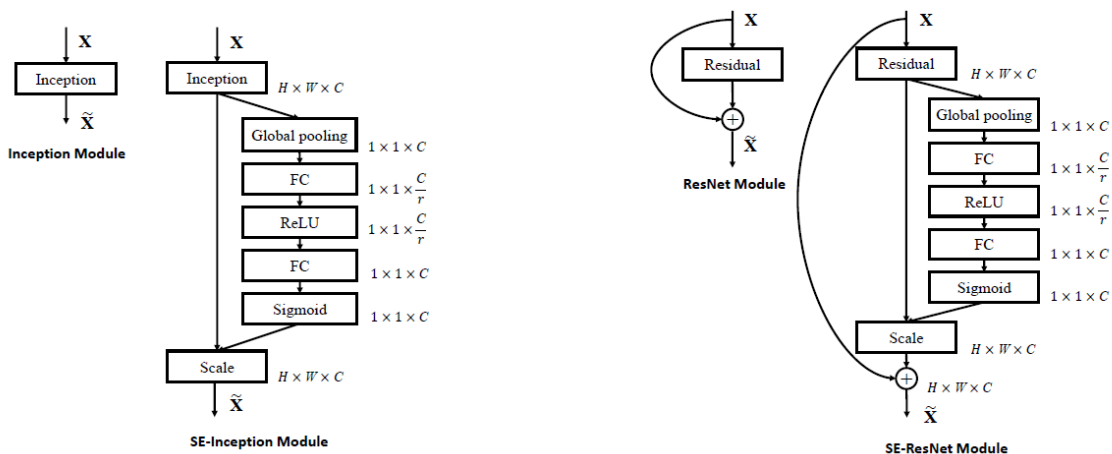 X
Inception
X̃
Inception Module
X
Inception
H × W × C
Global pooling
1 × 1 × C
FC
1 × 1 × C/r
ReLU
1 × 1 × C/r
FC
1 × 1 × C
Sigmoid
1 × 1 × C
Scale
H × W × C
X̃
SE-Inception Module
X
Residual
+
X̃
ResNet Module
X
Residual
H × W × C
Global pooling
1 × 1 × C
FC
1 × 1 × C/r
ReLU
1 × 1 × C/r
FC
1 × 1 × C
Sigmoid
1 × 1 × C
Scale
H × W × C
+
H × W × C
X̃
SE-ResNet Module